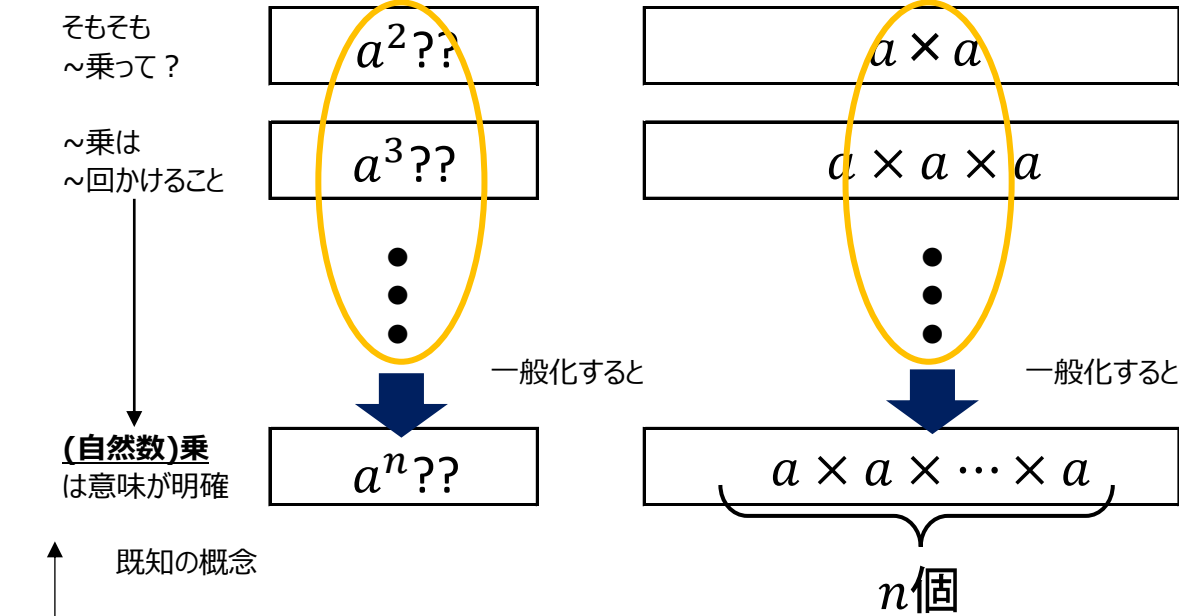 そもそも
~乗って？
a²??
a × a
~乗は
~回かけること
a³??
a × a × a
一般化すると
一般化すると
(自然数)乗
は意味が明確
aⁿ??
a × a × ⋯ × a
既知の概念
n個